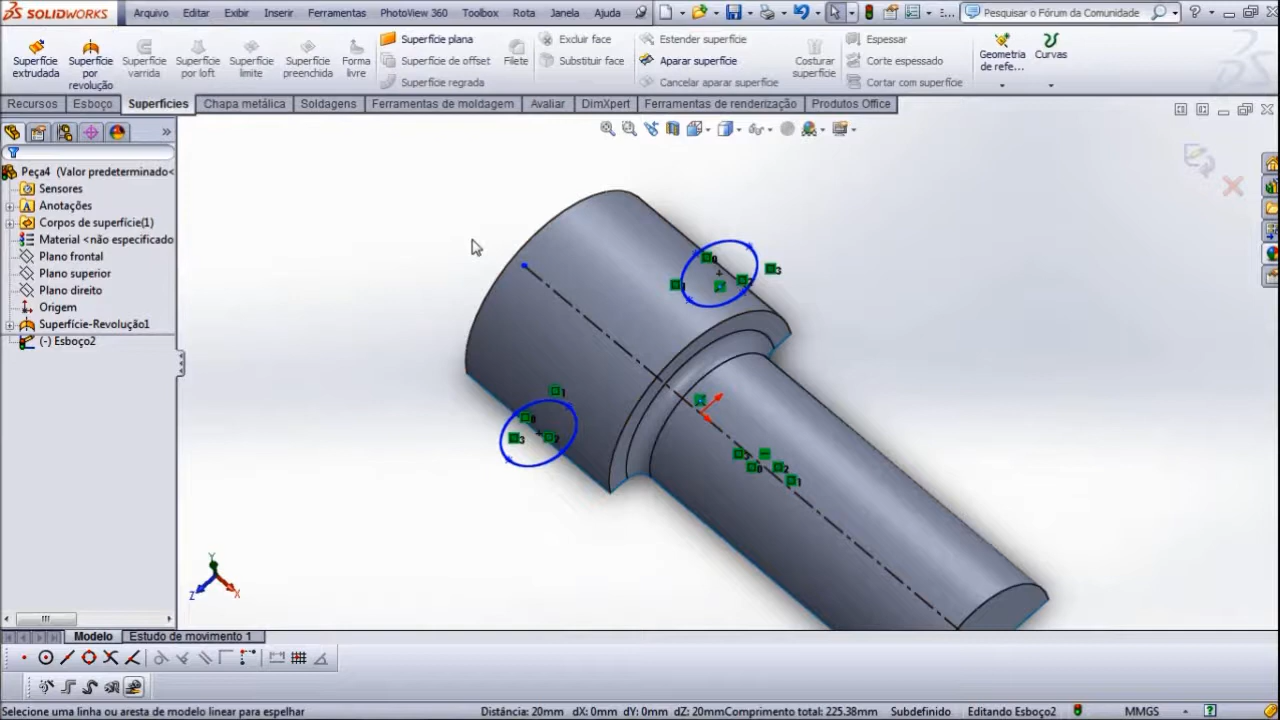 SOLIDWORKS
Arquivo Editar Exibir Inserir Ferramentas PhotoView 360 Toolbox Rota Janela Ajuda
Pesquisar o Fórum da Comunidade
Superfície extrudada
Superfície por revolução
Superfície varrida
Superfície por loft
Superfície limite
Superfície preenchida
Forma livre
Superfície plana
Superfície de offset
Superfície regrada
Filete
Excluir face
Substituir face
Estender superfície
Aparar superfície
Cancelar aparar superfície
Costurar superfície
Espessar
Corte espessado
Cortar com superfície
Geometria de refe...
Curvas
Recursos Esboço Superfícies Chapa metálica Soldagens Ferramentas de moldagem Avaliar DimXpert Ferramentas de renderização Produtos Office
Peça4 (Valor predeterminado<
Sensores
Anotações
Corpos de superfície(1)
Material <não especificado
Plano frontal
Plano superior
Plano direito
Origem
Superfície-Revolução1
(-) Esboço2
Y
Z
X
Modelo Estudo de movimento 1
Selecione uma linha ou aresta de modelo linear para espelhar
Distância: 20mm dX: 0mm dY: 0mm dZ: 20mm Comprimento total: 225.38mm Subdefinido Editando Esboço2 MMGS